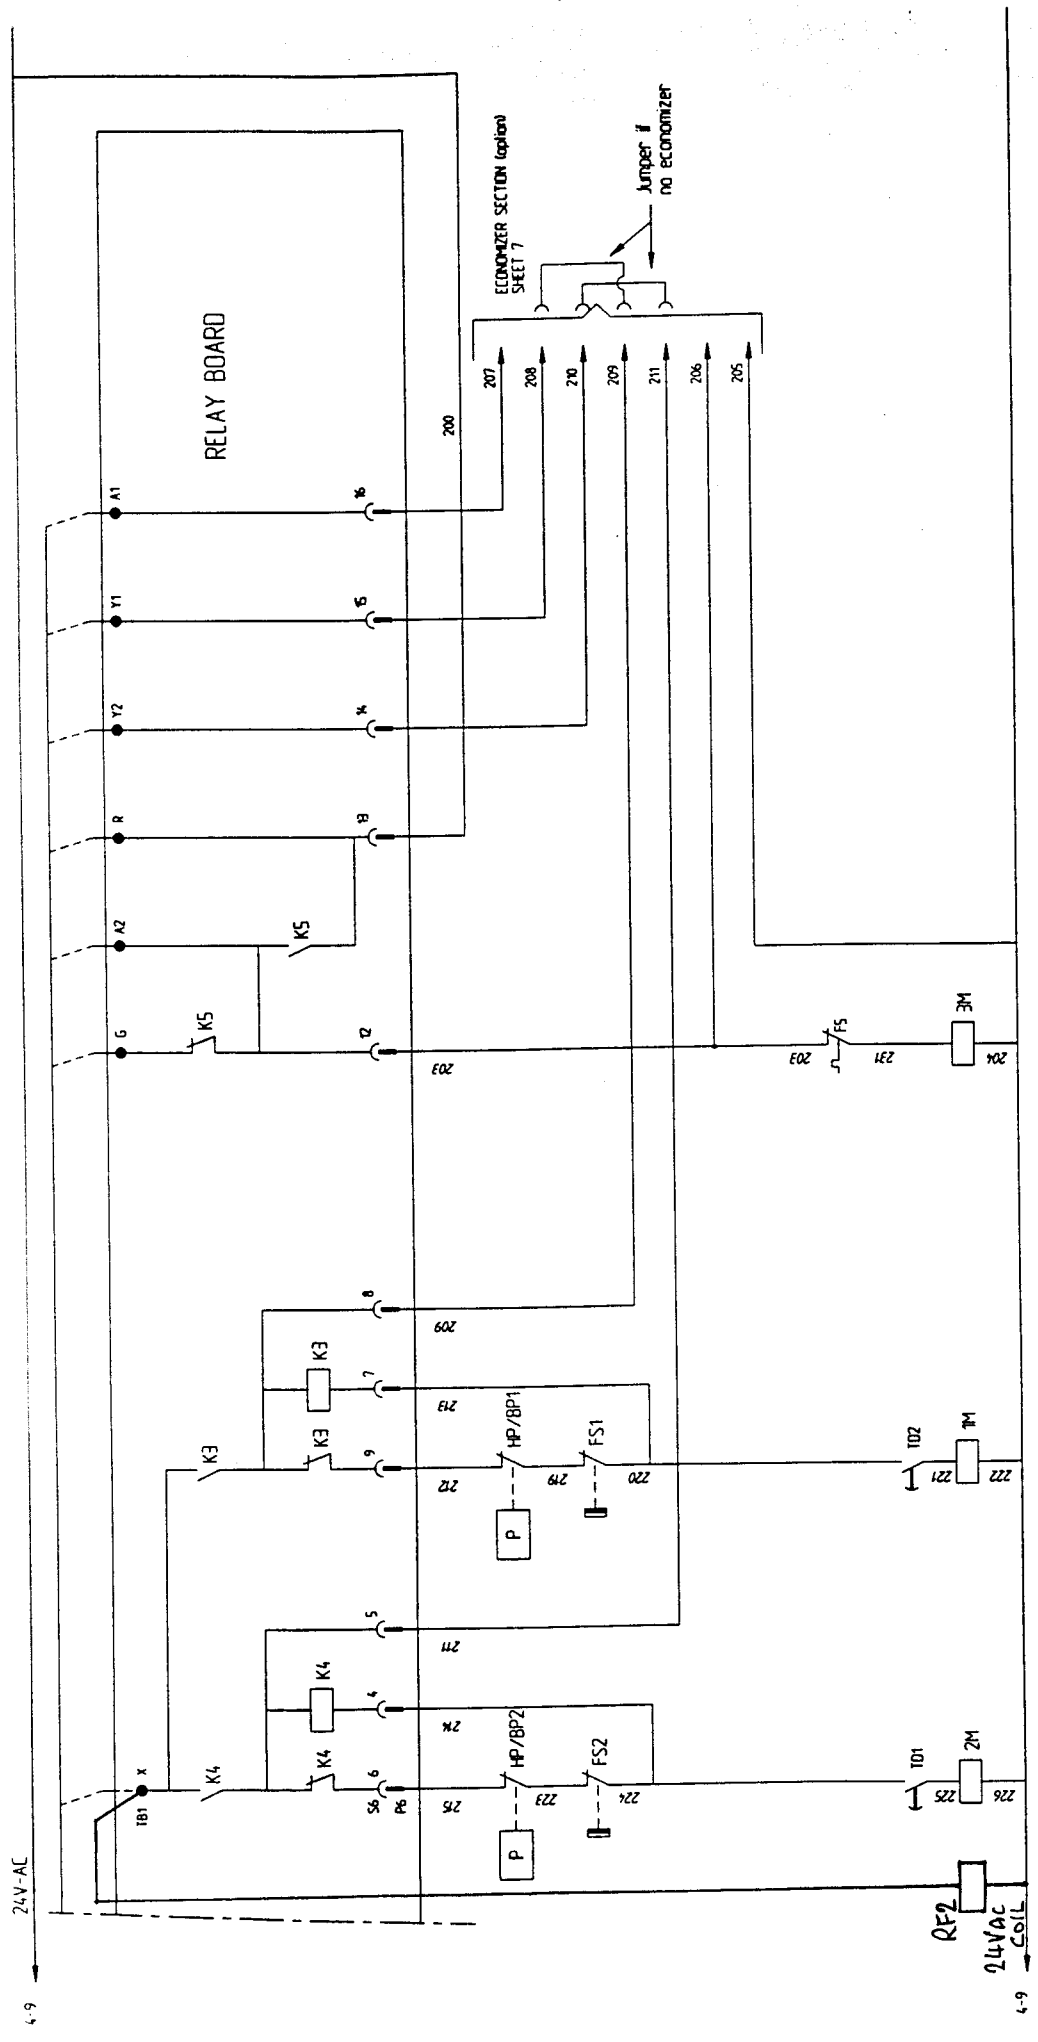 24V-AC
4-9
RELAY BOARD
ECONOMIZER SECTION (option)
SHEET 7
Jumper if
no economizer
200
207
208
210
209
211
206
205
A1
16
Y1
15
Y2
14
R
13
A2
K5
G
K5
12
203
203
FS
231
3M
204
8
209
K3
7
213
K3
K3
9
212
HP/BP1
P
219
FS1
220
TD2
221
1M
222
5
211
K4
4
214
X
TB1
K4
K4
6
S6
P6
215
HP/BP2
P
223
FS2
224
TD1
225
2M
226
RF2
24VAC
COIL
4-9